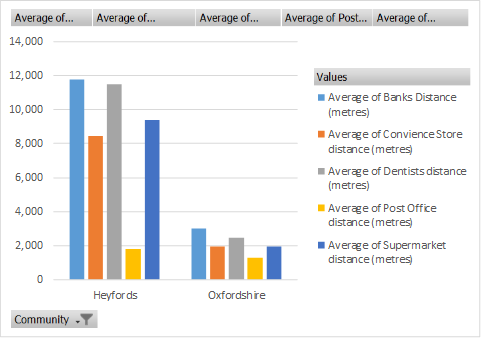 Average of... Average of... Average of... Average of Post... Average of...
14,000
12,000
10,000
8,000
6,000
4,000
2,000
0
Heyfords Oxfordshire
Values
Average of Banks Distance
(metres)
Average of Convience Store
distance (metres)
Average of Dentists distance
(metres)
Average of Post Office
distance (metres)
Average of Supermarket
distance (metres)
Community